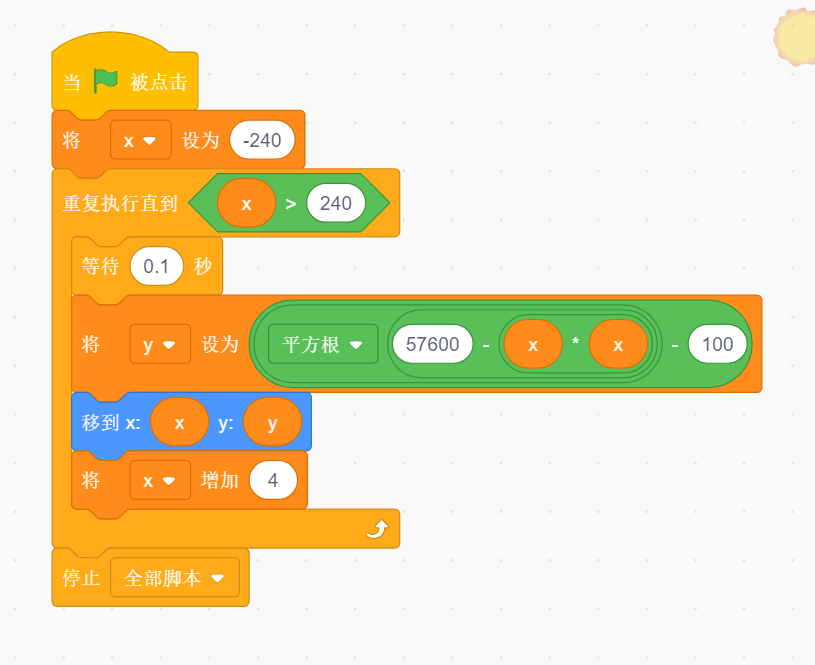 当 被点击
将 x 设为 -240
重复执行直到 x > 240
等待 0.1 秒
将 y 设为 平方根 57600 - x * x - 100
移到 x: x y: y
将 x 增加 4
停止 全部脚本